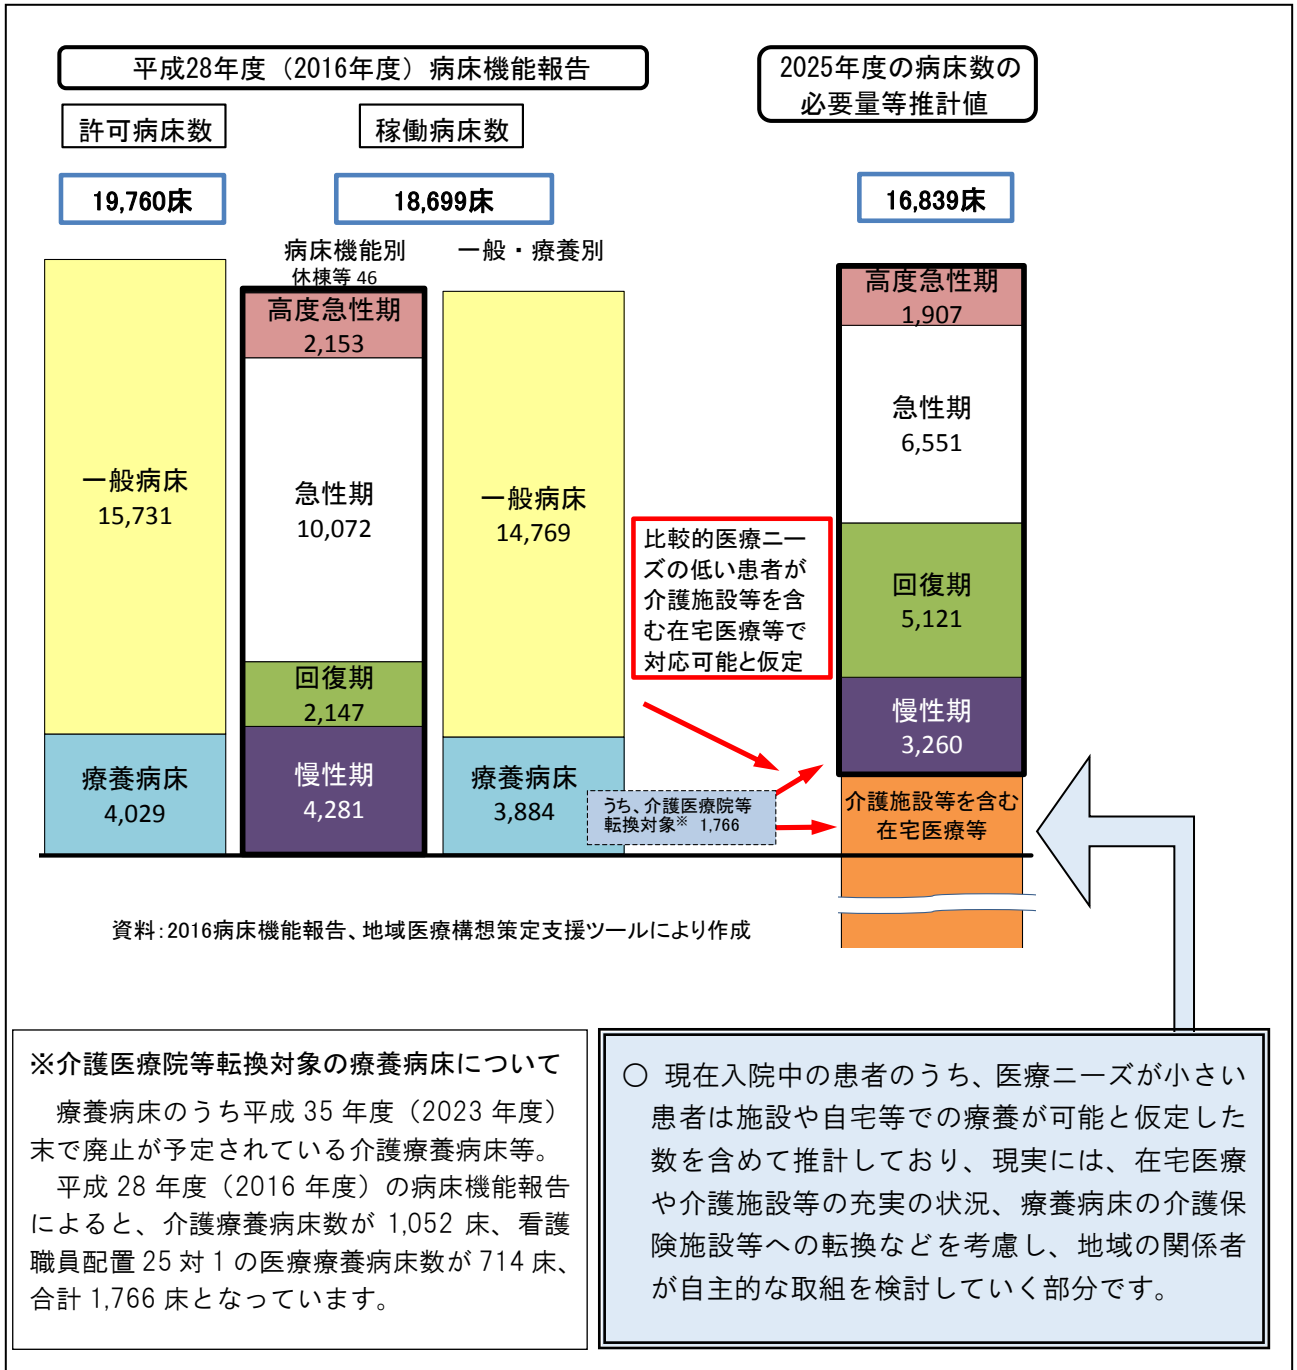 平成28年度（2016年度）病床機能報告
2025年度の病床数の
必要量等推計値
許可病床数
稼働病床数
19,760床
18,699床
16,839床
病床機能別
一般・療養別
休棟等 46
高度急性期
2,153
急性期
10,072
回復期
2,147
慢性期
4,281
一般病床
15,731
療養病床
4,029
一般病床
14,769
療養病床
3,884
高度急性期
1,907
急性期
6,551
回復期
5,121
慢性期
3,260
介護施設等を含む
在宅医療等
比較的医療ニー
ズの低い患者が
介護施設等を含
む在宅医療等で
対応可能と仮定
うち、介護医療院等
転換対象※ 1,766
資料：2016病床機能報告、地域医療構想策定支援ツールにより作成
※介護医療院等転換対象の療養病床について
療養病床のうち平成 35 年度（2023 年度）
末で廃止が予定されている介護療養病床等。
平成 28 年度（2016 年度）の病床機能報告
によると、介護療養病床数が 1,052 床、看護
職員配置 25 対 1 の医療療養病床数が 714 床、
合計 1,766 床となっています。
○ 現在入院中の患者のうち、医療ニーズが小さい
患者は施設や自宅等での療養が可能と仮定した
数を含めて推計しており、現実には、在宅医療
や介護施設等の充実の状況、療養病床の介護保
険施設等への転換などを考慮し、地域の関係者
が自主的な取組を検討していく部分です。